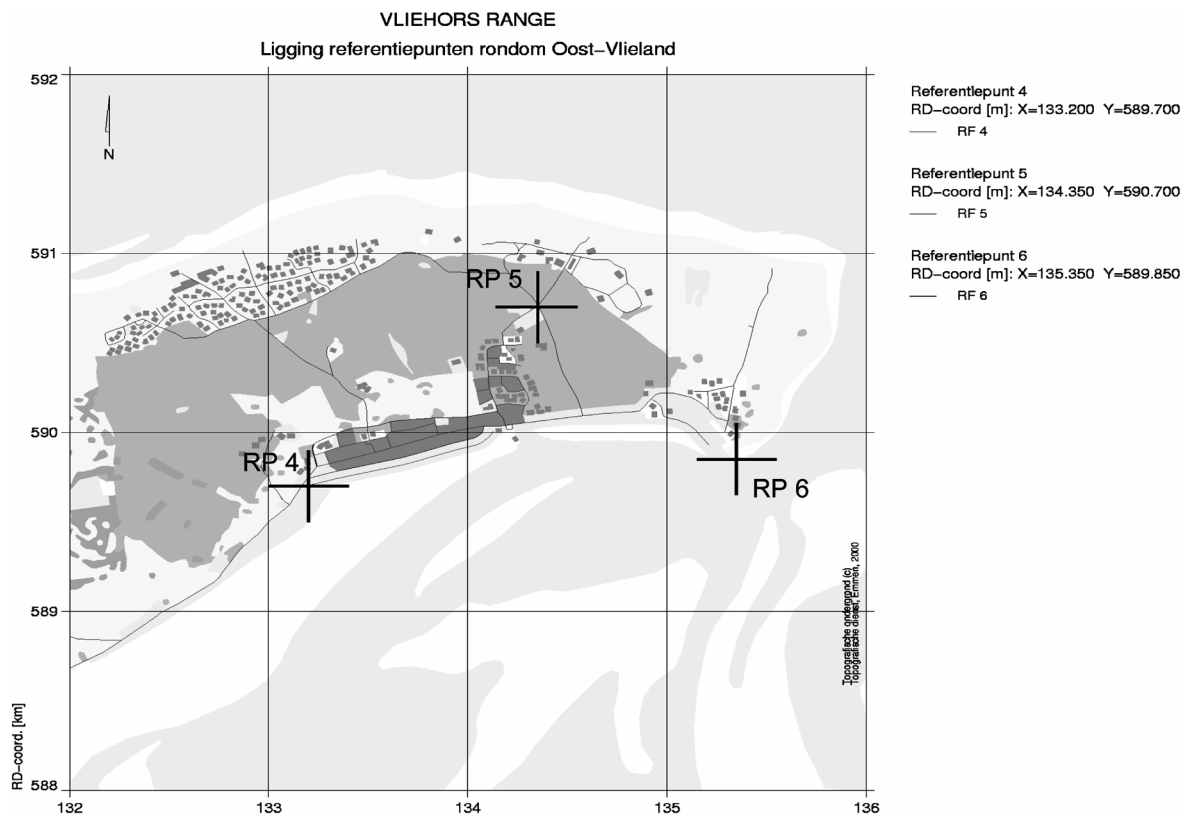 VLIEHORS RANGE
Ligging referentiepunten rondom Oost-Vlieland
592
591
590
589
588
132
133
134
135
136
RD-coord. [km]
N
RP 4
RP 5
RP 6
Topografische ondergrond (c)
Topografische dienst, Emmen, 2000
Referentiepunt 4
RD-coord [m]: X=133.200 Y=589.700
RF 4
Referentiepunt 5
RD-coord [m]: X=134.350 Y=590.700
RF 5
Referentiepunt 6
RD-coord [m]: X=135.350 Y=589.850
RF 6